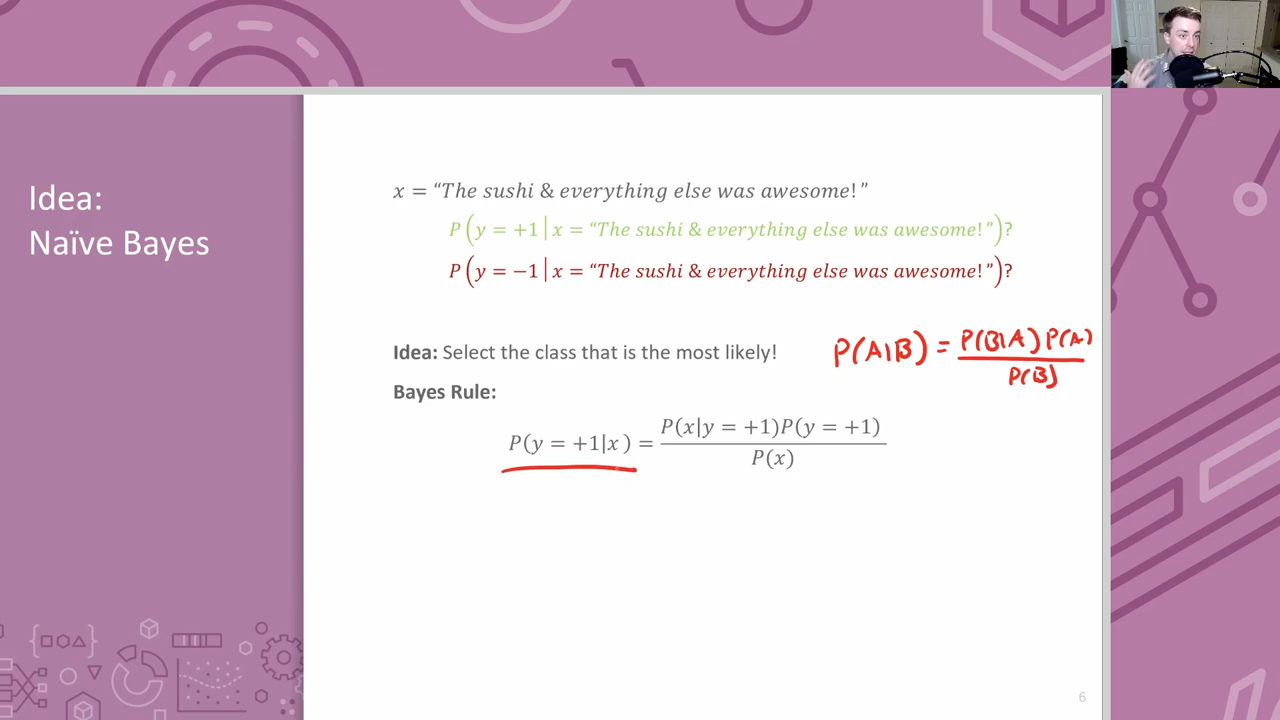 Idea:
Naïve Bayes
x = “The sushi & everything else was awesome!”
P(y = +1 | x = “The sushi & everything else was awesome!”)?
P(y = −1 | x = “The sushi & everything else was awesome!”)?
Idea: Select the class that is the most likely!
P(A|B) = P(B|A) P(A) / P(B)
Bayes Rule:
P(y = +1|x ) = P(x|y = +1)P(y = +1) / P(x)
6